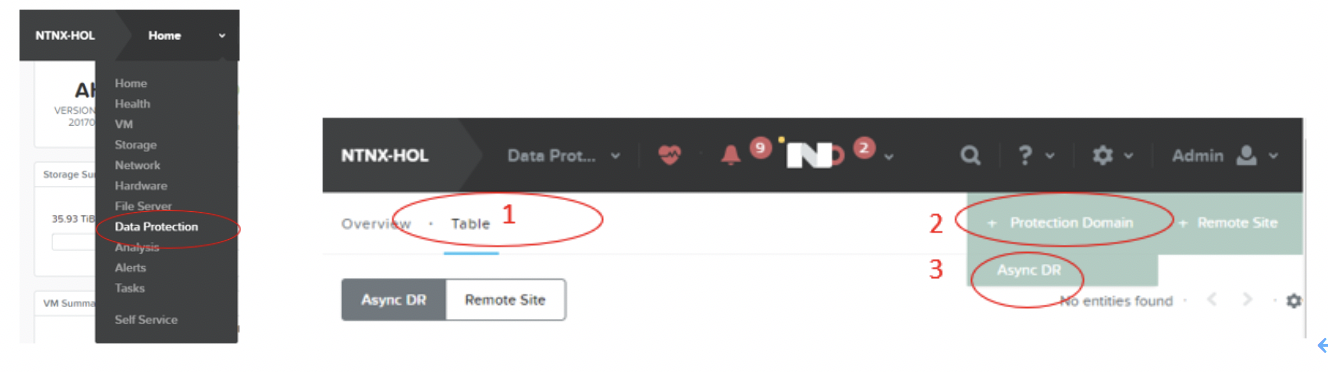 NTNX-HOL Home
Home
Health
VM
Storage
Network
Hardware
File Server
Data Protection
Analysis
Alerts
Tasks
Self Service
VERSION
20170
Storage Su
35.93 TiB
VM Summa
NTNX-HOL Data Prot... 9 2 ? Admin
Overview · Table 1
2 + Protection Domain + Remote Site
3 Async DR
Async DR Remote Site
No entities found